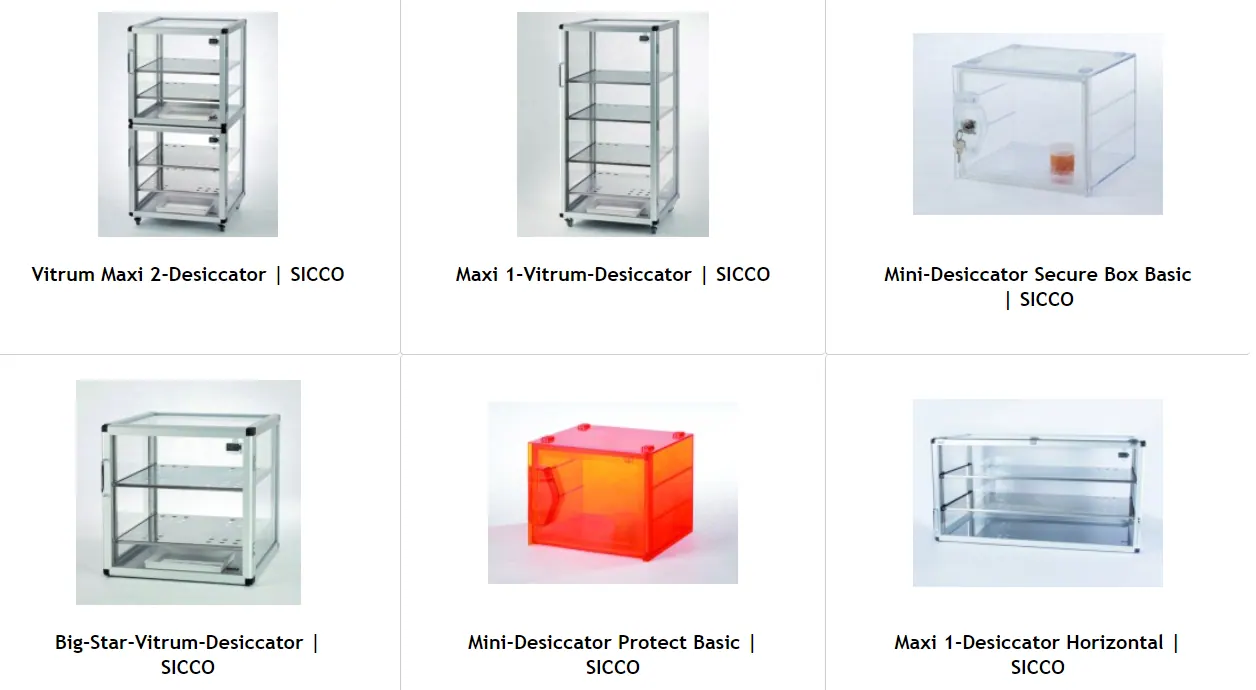 Vitrum Maxi 2-Desiccator | SICCO
Maxi 1-Vitrum-Desiccator | SICCO
Mini-Desiccator Secure Box Basic
| SICCO
Big-Star-Vitrum-Desiccator |
SICCO
Mini-Desiccator Protect Basic |
SICCO
Maxi 1-Desiccator Horizontal |
SICCO